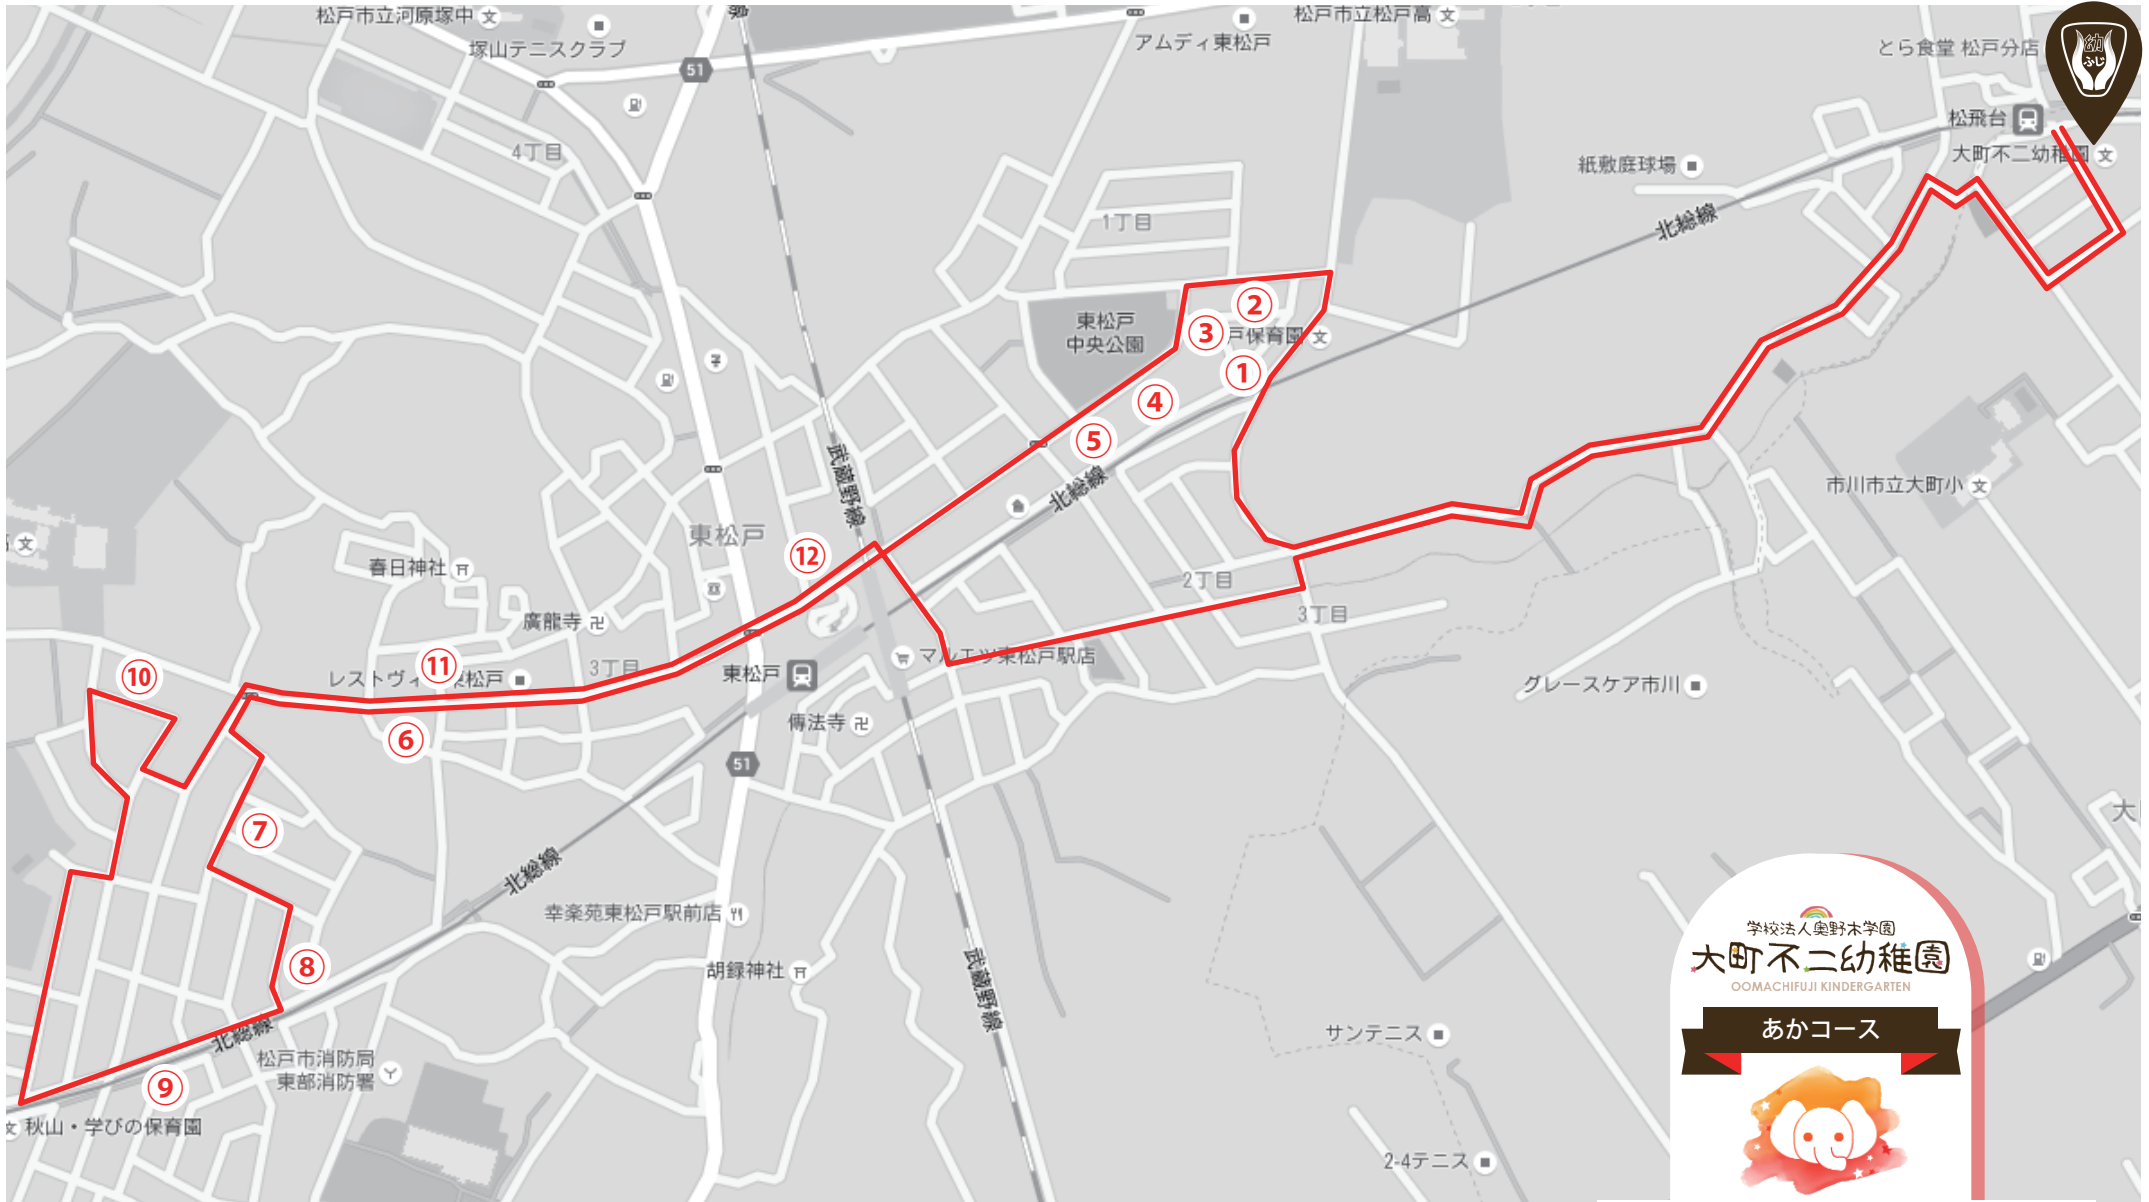 松戸市立河原塚中
塚山テニスクラブ
51
アムディ東松戸
松戸市立松戸高
とら食堂 松戸分店
幼
ふじ
松飛台
大町不二幼稚園
紙敷庭球場
北総線
4丁目
1丁目
東松戸
中央公園
②
③
戸保育園
①
④
⑤
北総線
武蔵野線
市川市立大町小
東松戸
⑫
春日神社
廣龍寺
2丁目
3丁目
⑩
⑪
レストヴィ
東松戸
3丁目
東松戸
マルエツ東松戸駅店
グレースケア市川
⑥
傳法寺
51
⑦
北総線
幸楽苑東松戸駅前店
⑧
胡録神社
武蔵野線
北総線
松戸市消防局
東部消防署
⑨
秋山・学びの保育園
サンテニス
2-4テニス
学校法人奥野木学園
大町不二幼稚園
OOMACHIFUJI KINDERGARTEN
あかコース